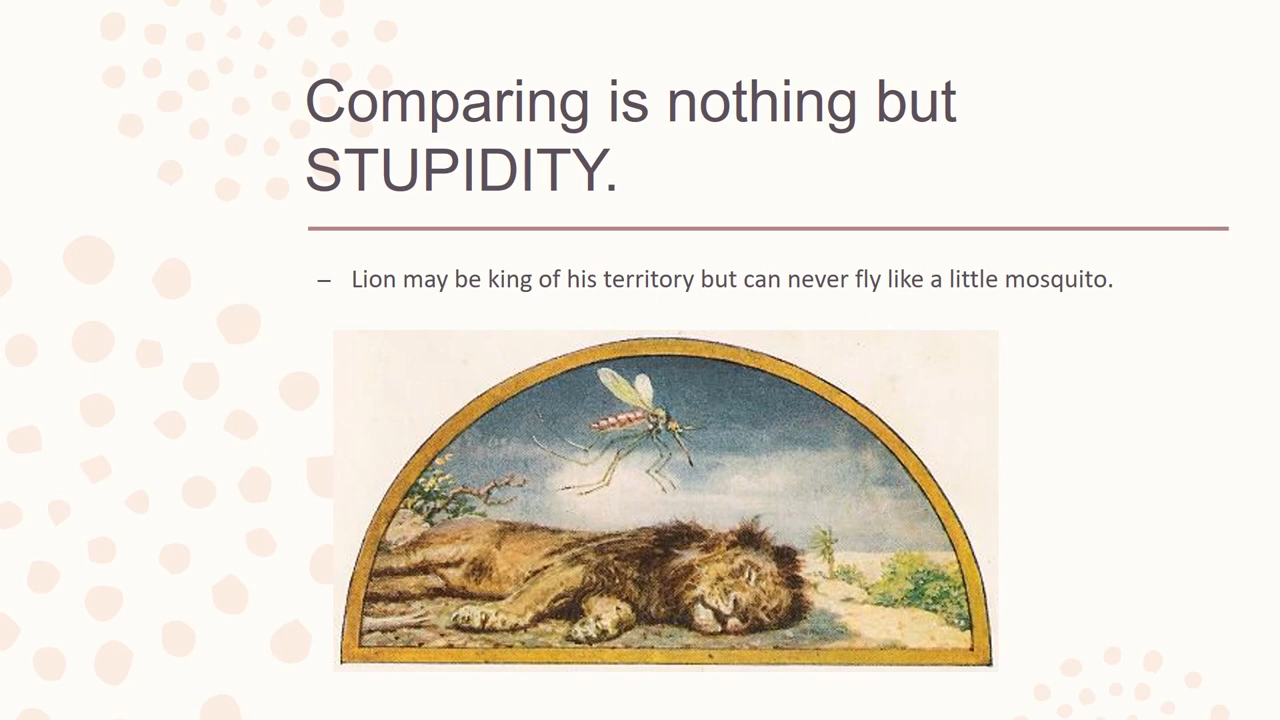 Comparing is nothing but
STUPIDITY.
– Lion may be king of his territory but can never fly like a little mosquito.